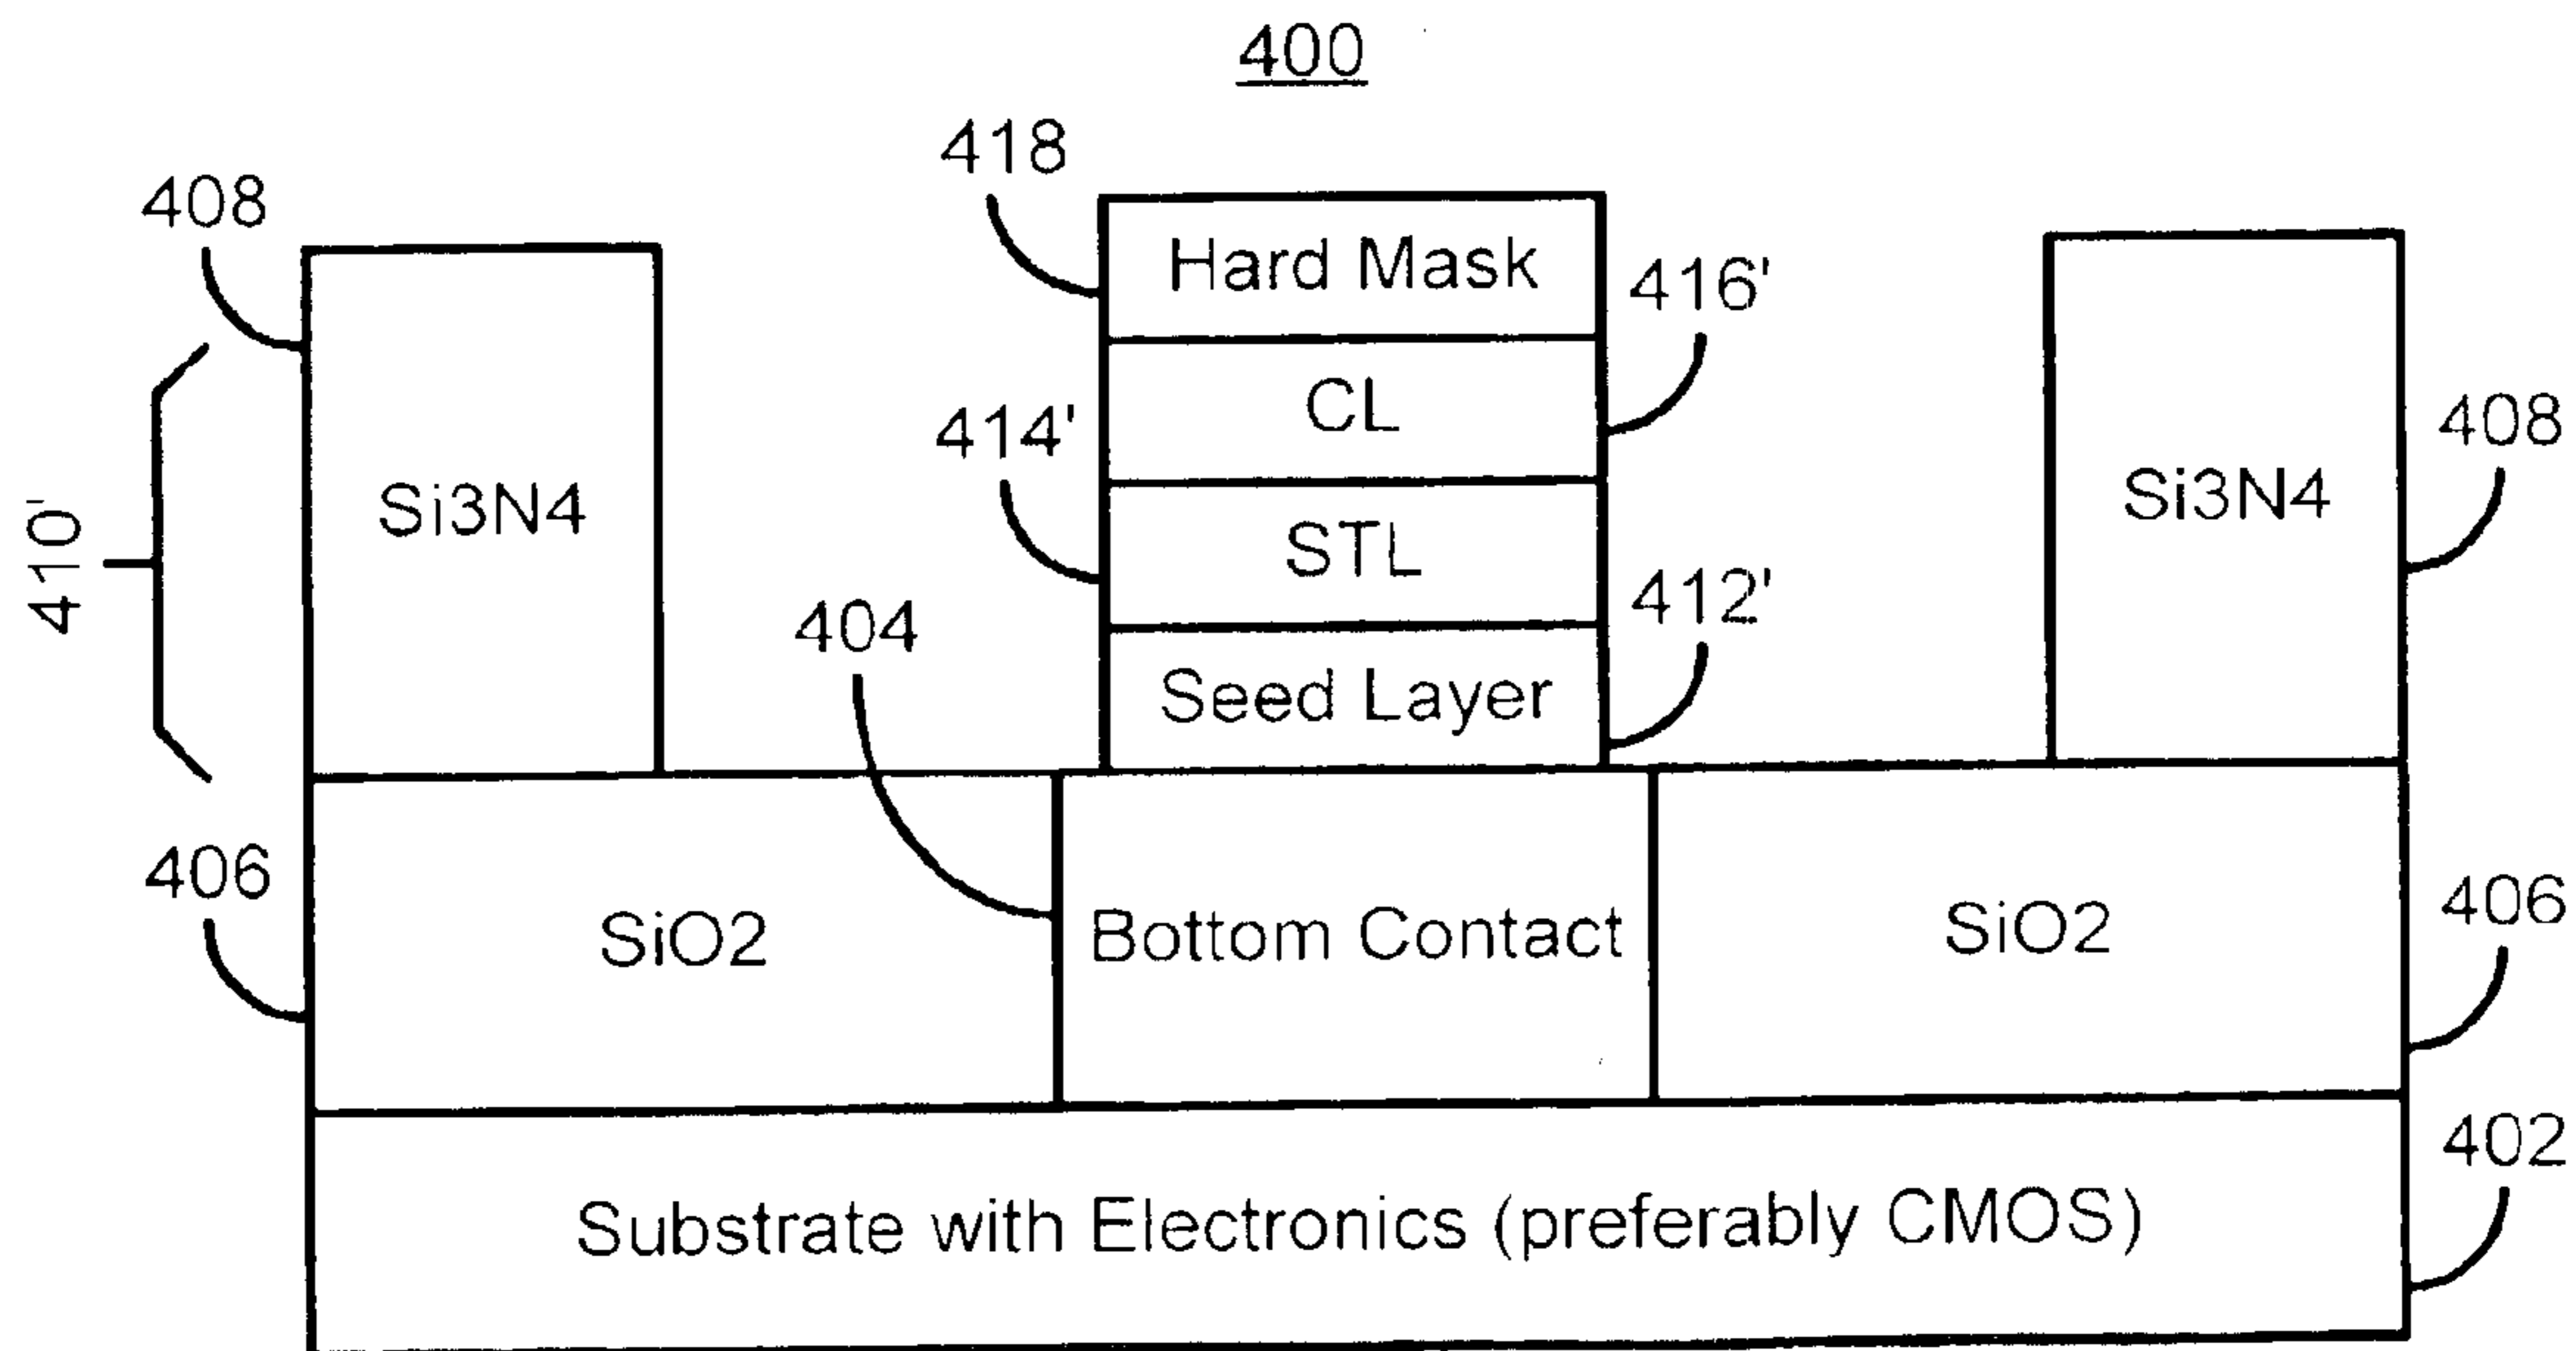 400
418
408
Hard Mask
416'
CL
414'
408
Si3N4
Si3N4
410'
STL
412'
404
Seed Layer
406
406
SiO2
Bottom Contact
SiO2
402
Substrate with Electronics (preferably CMOS)